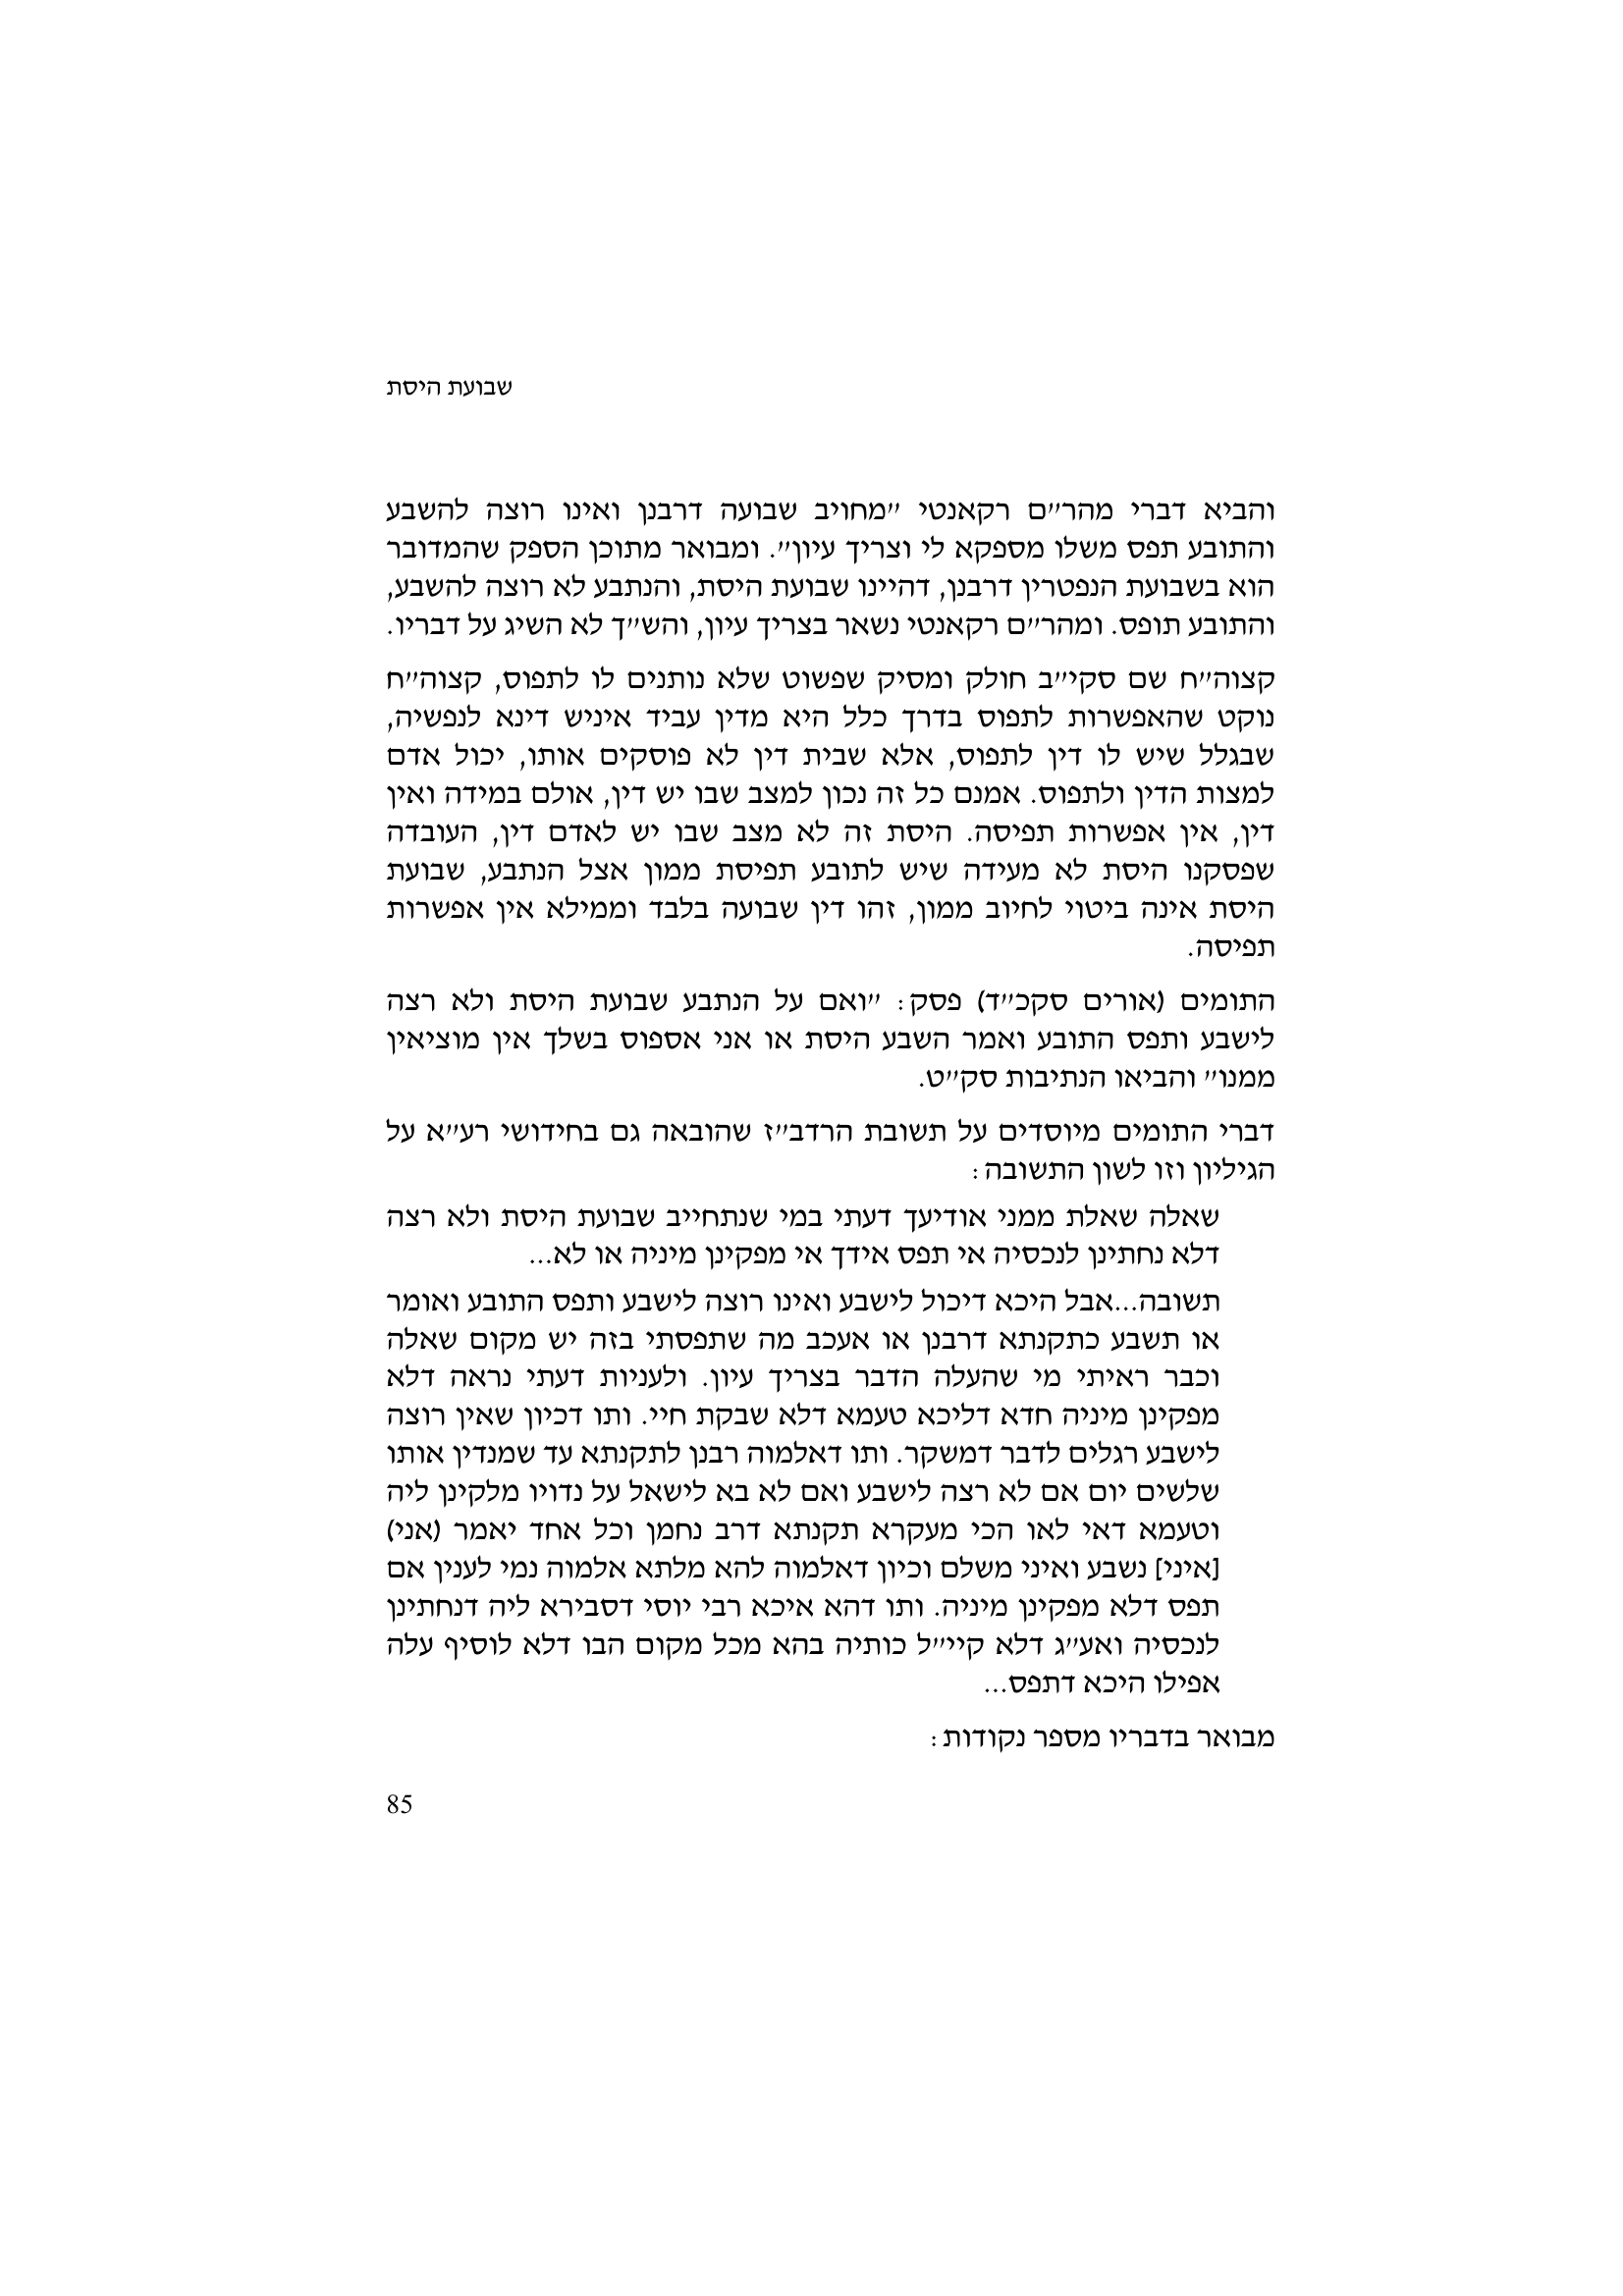 שבועת היסת
והביא דברי מהר״ם רקאנטי ״מחויב שבועה דרבנן ואינו רוצה להשבע
והתובע תפס משלו מספקא לי וצריך עיון״. ומבואר מתוכן הספק שהמדובר
הוא בשבועת הנפטרין דרבנן, דהיינו שבועת היסת, והנתבע לא רוצה להשבע,
והתובע תופס. ומהר״ם רקאנטי נשאר בצריך עיון, והש״ך לא השיג על דבריו.
קצוה״ח שם סקי״ב חולק ומסיק שפשוט שלא נותנים לו לתפוס, קצוה״ח
נוקט שהאפשרות לתפוס בדרך כלל היא מדין עביד איניש דינא לנפשיה,
שבגלל שיש לו דין לתפוס, אלא שבית דין לא פוסקים אותו, יכול אדם
למצות הדין ולתפוס. אמנם כל זה נכון למצב שבו יש דין, אולם במידה ואין
דין, אין אפשרות תפיסה. היסת זה לא מצב שבו יש לאדם דין, העובדה
שפסקנו היסת לא מעידה שיש לתובע תפיסת ממון אצל הנתבע, שבועת
היסת אינה ביטוי לחיוב ממון, זהו דין שבועה בלבד וממילא אין אפשרות
תפיסה.
התומים (אורים סקכ״ד) פסק: ״ואם על הנתבע שבועת היסת ולא רצה
לישבע ותפס התובע ואמר השבע היסת או אני אספוס בשלך אין מוציאין
ממנו״ והביאו הנתיבות סק״ט.
דברי התומים מיוסדים על תשובת הרדב״ז שהובאה גם בחידושי רע״א על
הגיליון וזו לשון התשובה:
שאלה שאלת ממני אודיעך דעתי במי שנתחייב שבועת היסת ולא רצה
דלא נחתינן לנכסיה אי תפס אידך אי מפקינן מיניה או לא...
תשובה...אבל היכא דיכול לישבע ואינו רוצה לישבע ותפס התובע ואומר
או תשבע כתקנתא דרבנן או אעכב מה שתפסתי בזה יש מקום שאלה
וכבר ראיתי מי שהעלה הדבר בצריך עיון. ולעניות דעתי נראה דלא
מפקינן מיניה חדא דליכא טעמא דלא שבקת חיי. ותו דכיון שאין רוצה
לישבע רגלים לדבר דמשקר. ותו דאלמוה רבנן לתקנתא עד שמנדין אותו
שלשים יום אם לא רצה לישבע ואם לא בא לישאל על נדויו מלקינן ליה
וטעמא דאי לאו הכי מעקרא תקנתא דרב נחמן וכל אחד יאמר (אני)
[איני] נשבע ואיני משלם וכיון דאלמוה להא מלתא אלמוה נמי לענין אם
תפס דלא מפקינן מיניה. ותו דהא איכא רבי יוסי דסבירא ליה דנחתינן
לנכסיה ואע״ג דלא קיי״ל כותיה בהא מכל מקום הבו דלא לוסיף עלה
אפילו היכא דתפס...
מבואר בדבריו מספר נקודות:
85